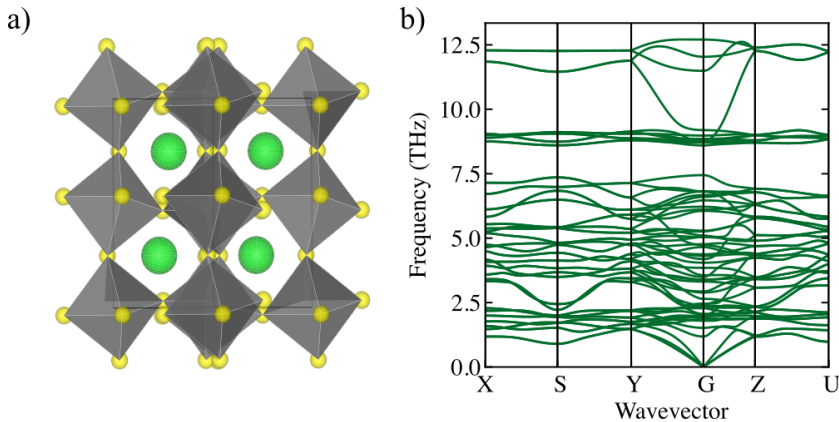 a)
b)
12.5
10.0
7.5
5.0
2.5
0.0
Frequency (THz)
X S Y G Z U
Wavevector